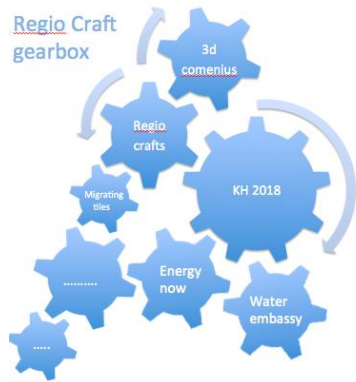 Regio Craft
gearbox
3d
comenius
Regio
crafts
KH 2018
Migrating
tiles
..........
Energy
now
Water
embassy
.....